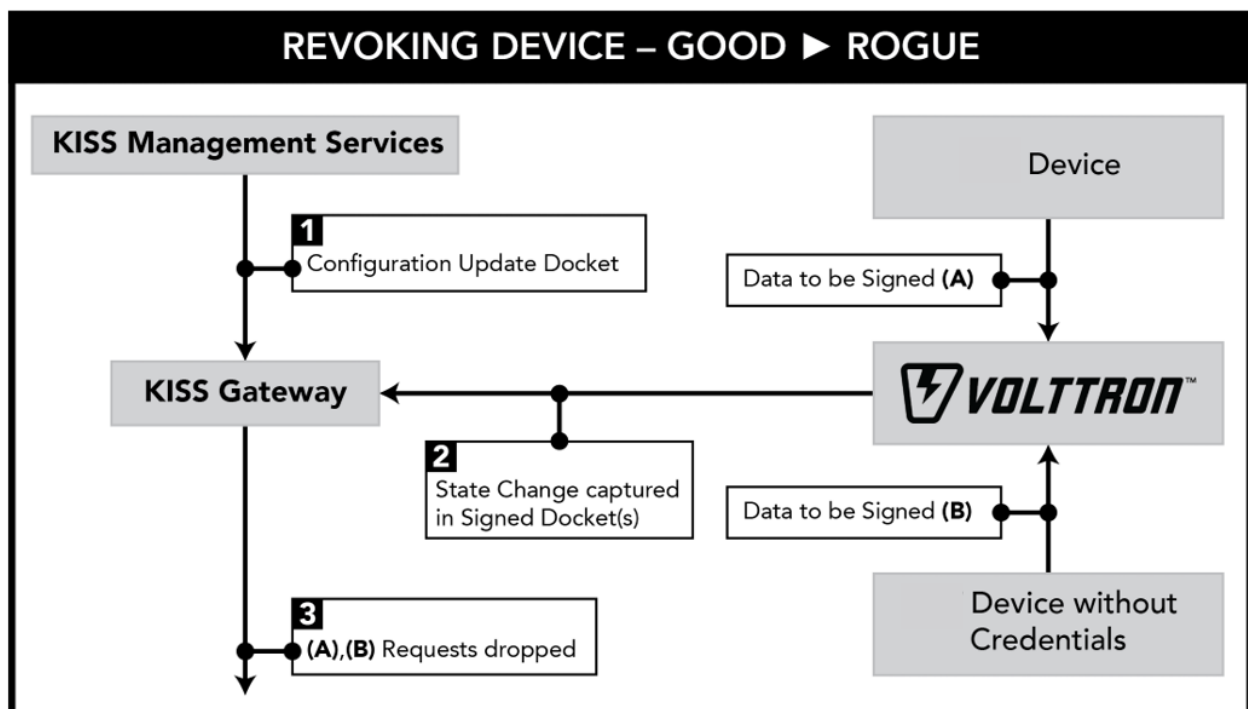 REVOKING DEVICE – GOOD ► ROGUE
KISS Management Services
Device
1
Configuration Update Docket
Data to be Signed (A)
KISS Gateway
VOLTTRON™
2
State Change captured
in Signed Docket(s)
Data to be Signed (B)
3
(A),(B) Requests dropped
Device without
Credentials